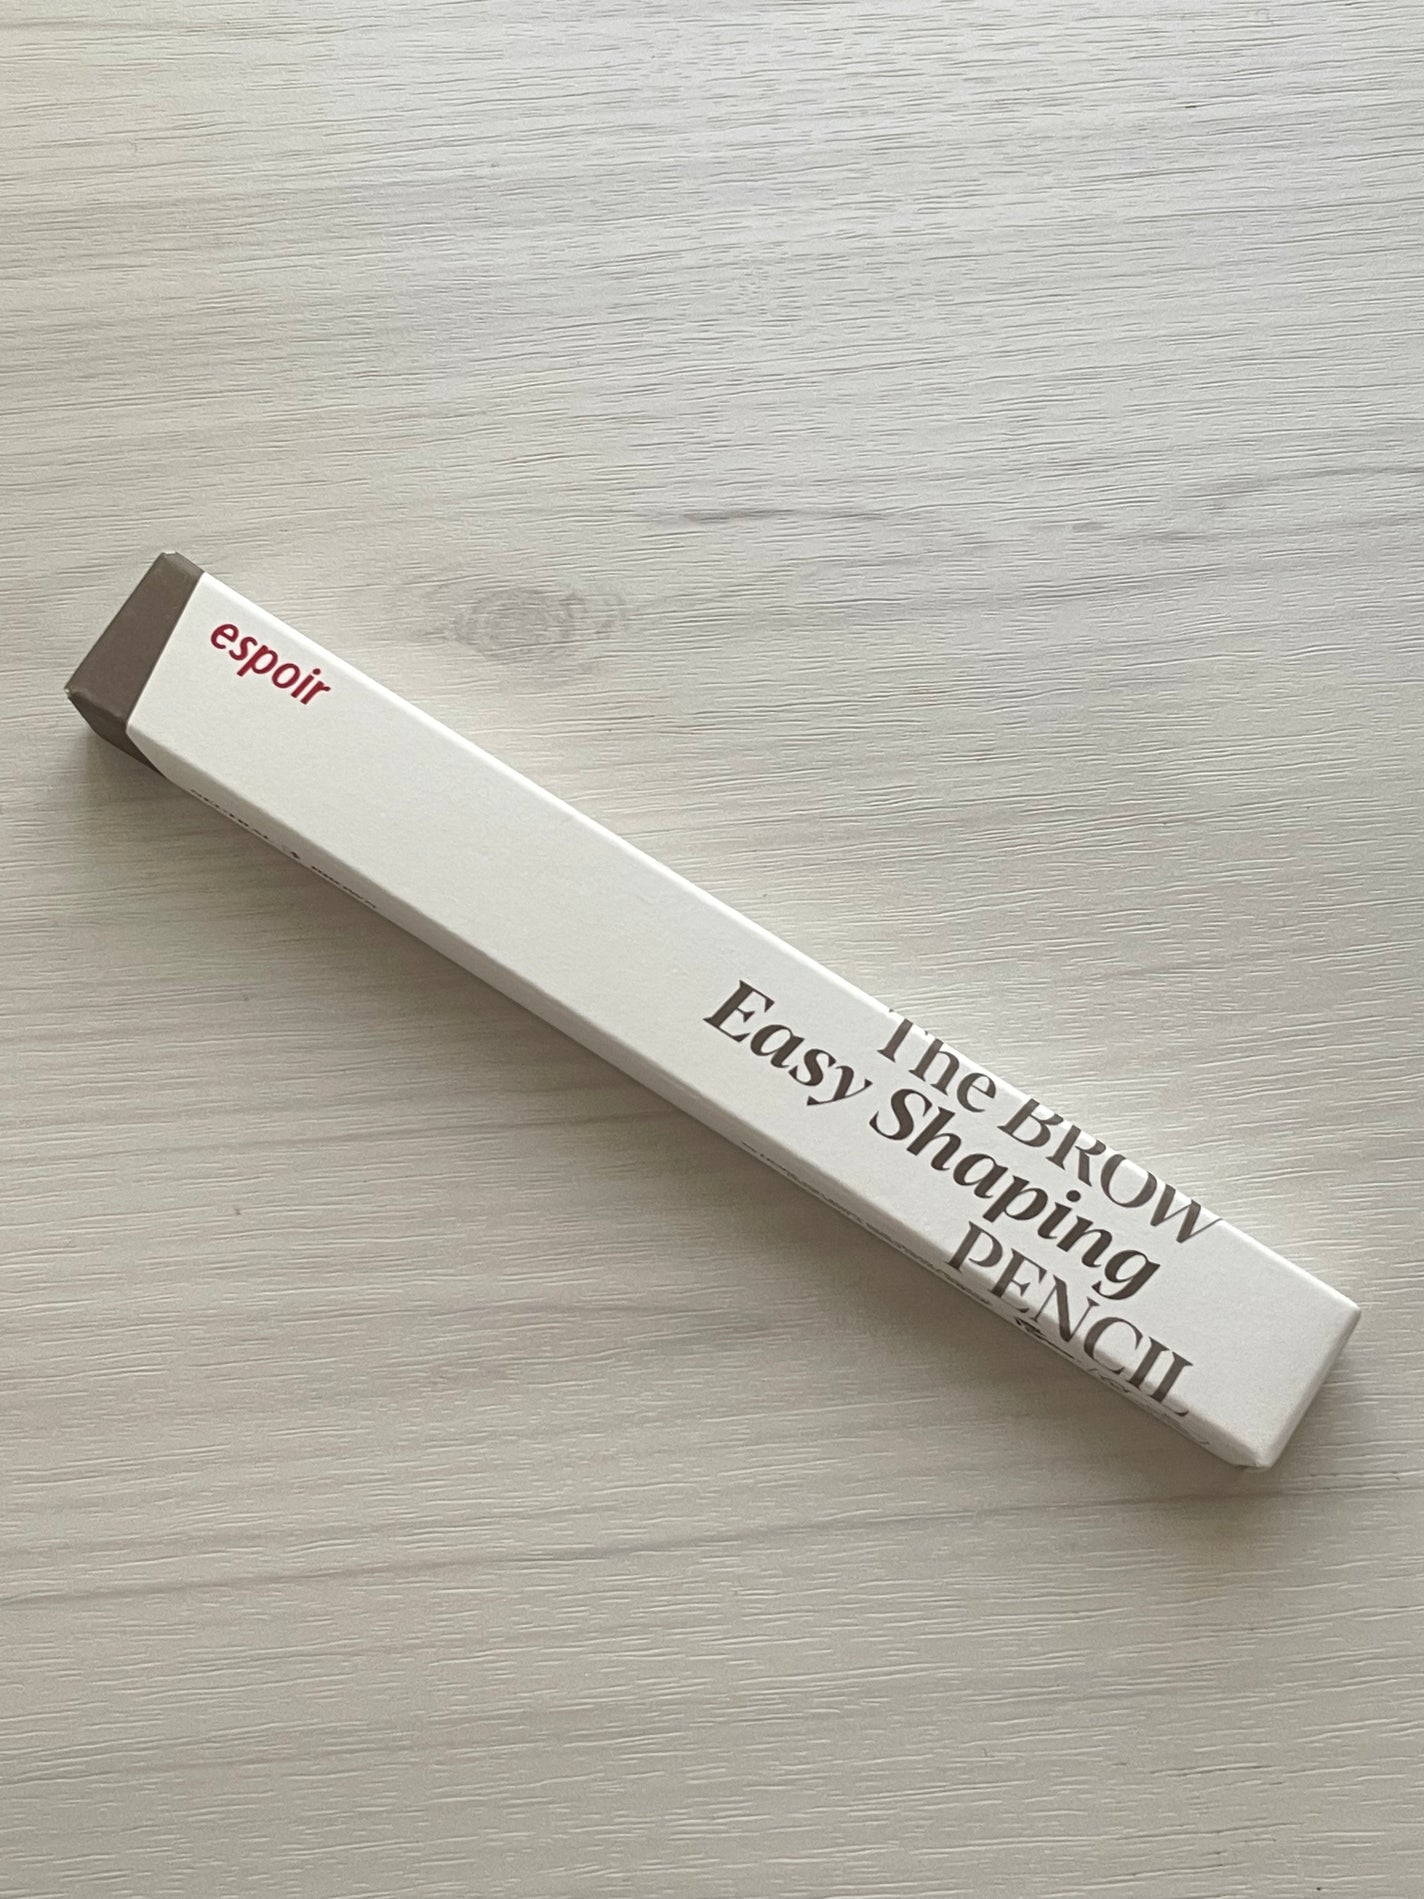 espoir
The BROW
Easy Shaping
PENCIL